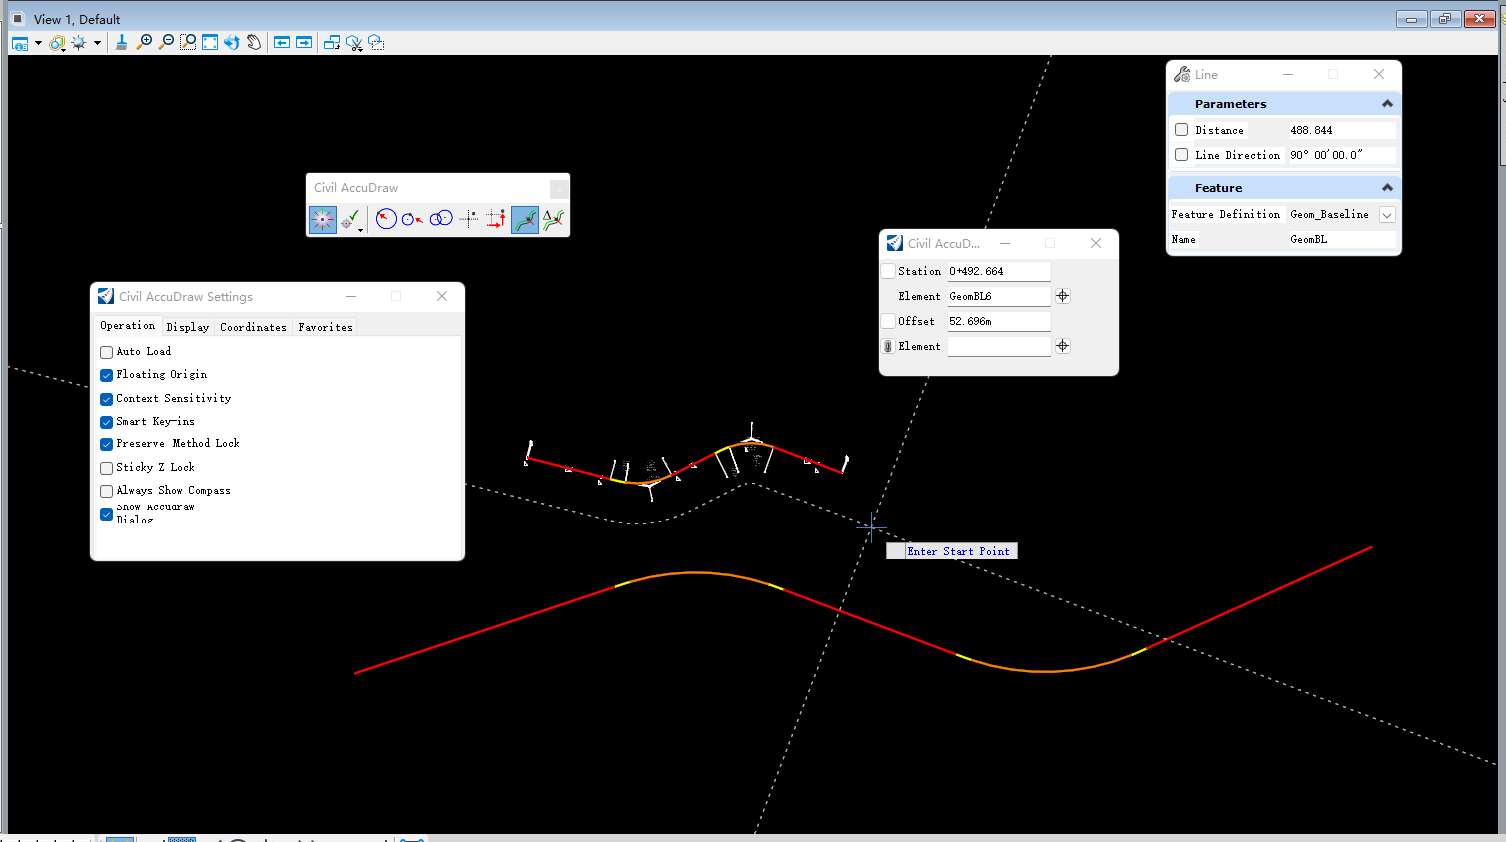 View 1, Default
Line
Parameters
Distance 488.844
Line Direction 90° 00'00.0"
Feature
Feature Definition Geom_Baseline
Name GeomBL
Civil AccuDraw
Civil AccuD...
Station 0+492.664
Element GeomBL6
Offset 52.696m
Element
Civil AccuDraw Settings
Operation Display Coordinates Favorites
Auto Load
Floating Origin
Context Sensitivity
Smart Key-ins
Preserve Method Lock
Sticky Z Lock
Always Show Compass
Show Accudraw
Dialog
Enter Start Point